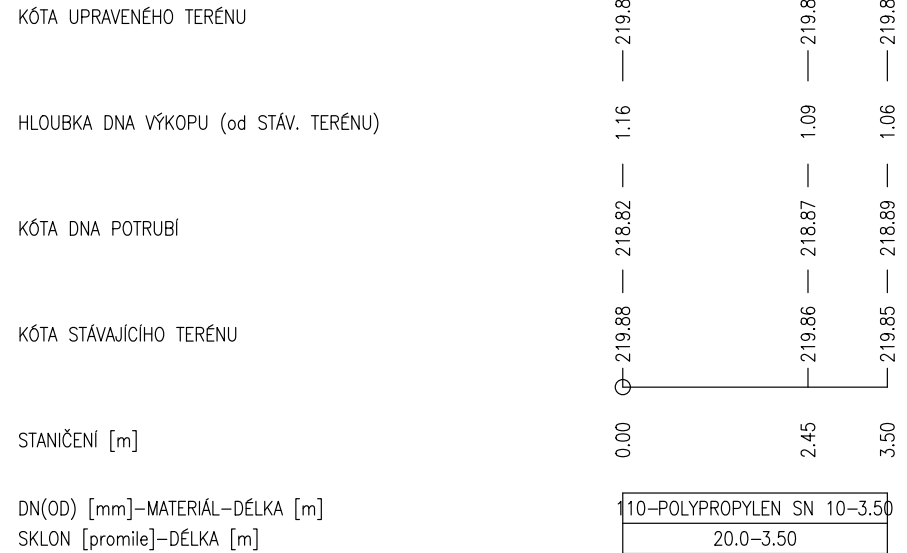 KÓTA UPRAVENÉHO TERÉNU
HLOUBKA DNA VÝKOPU (od STÁV. TERÉNU) 1.16 1.09 1.06
KÓTA DNA POTRUBÍ 218.82 218.87 218.89
KÓTA STÁVAJÍCÍHO TERÉNU 219.88 219.86 219.85
STANIČENÍ [m] 0.00 2.45 3.50
DN(OD) [mm]–MATERIÁL–DÉLKA [m] 110–POLYPROPYLEN SN 10–3.50
SKLON [promile]–DÉLKA [m] 20.0–3.50